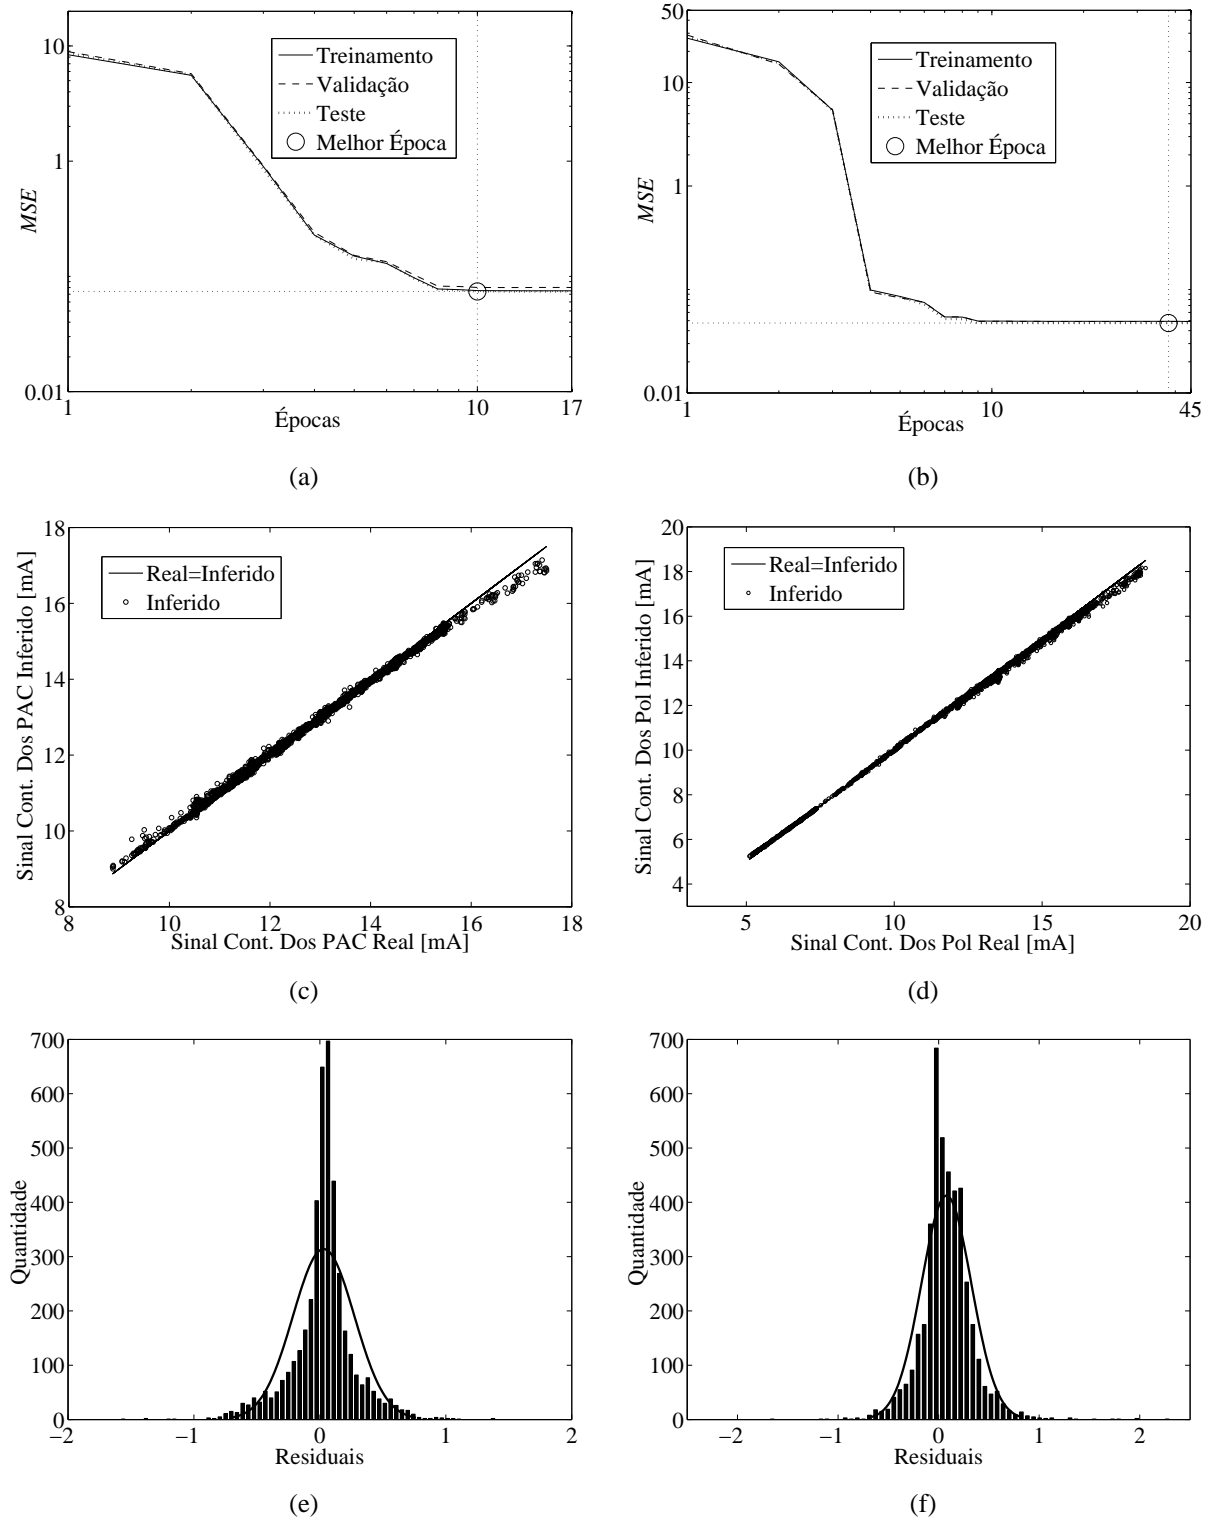 10
1
0.01
MSE
Treinamento
Validação
Teste
Melhor Época
1
10
17
Épocas
(a)
50
10
1
0.01
MSE
Treinamento
Validação
Teste
Melhor Época
1
10
45
Épocas
(b)
18
16
14
12
10
8
Sinal Cont. Dos PAC Inferido [mA]
Real=Inferido
Inferido
8
10
12
14
16
18
Sinal Cont. Dos PAC Real [mA]
(c)
20
18
16
14
12
10
8
6
4
Sinal Cont. Dos Pol Inferido [mA]
Real=Inferido
Inferido
5
10
15
20
Sinal Cont. Dos Pol Real [mA]
(d)
700
600
500
400
300
200
100
0
Quantidade
−2
−1
0
1
2
Residuais
(e)
700
600
500
400
300
200
100
0
Quantidade
−2
−1
0
1
2
Residuais
(f)